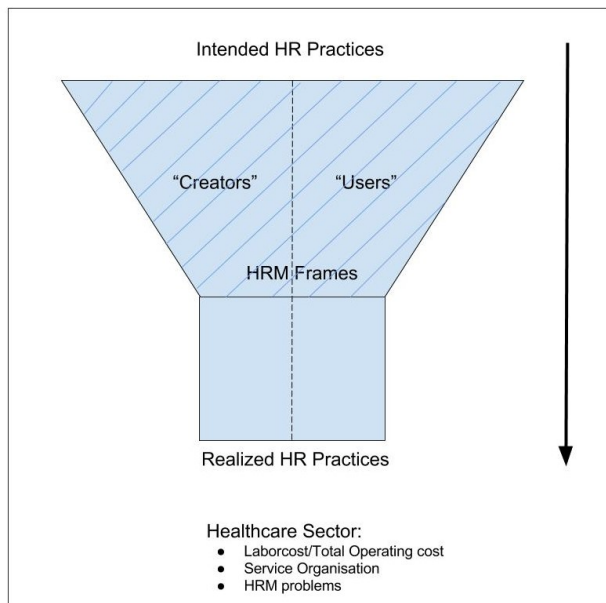 Intended HR Practices
“Creators” “Users”
HRM Frames
Realized HR Practices
Healthcare Sector:
● Laborcost/Total Operating cost
● Service Organisation
● HRM problems